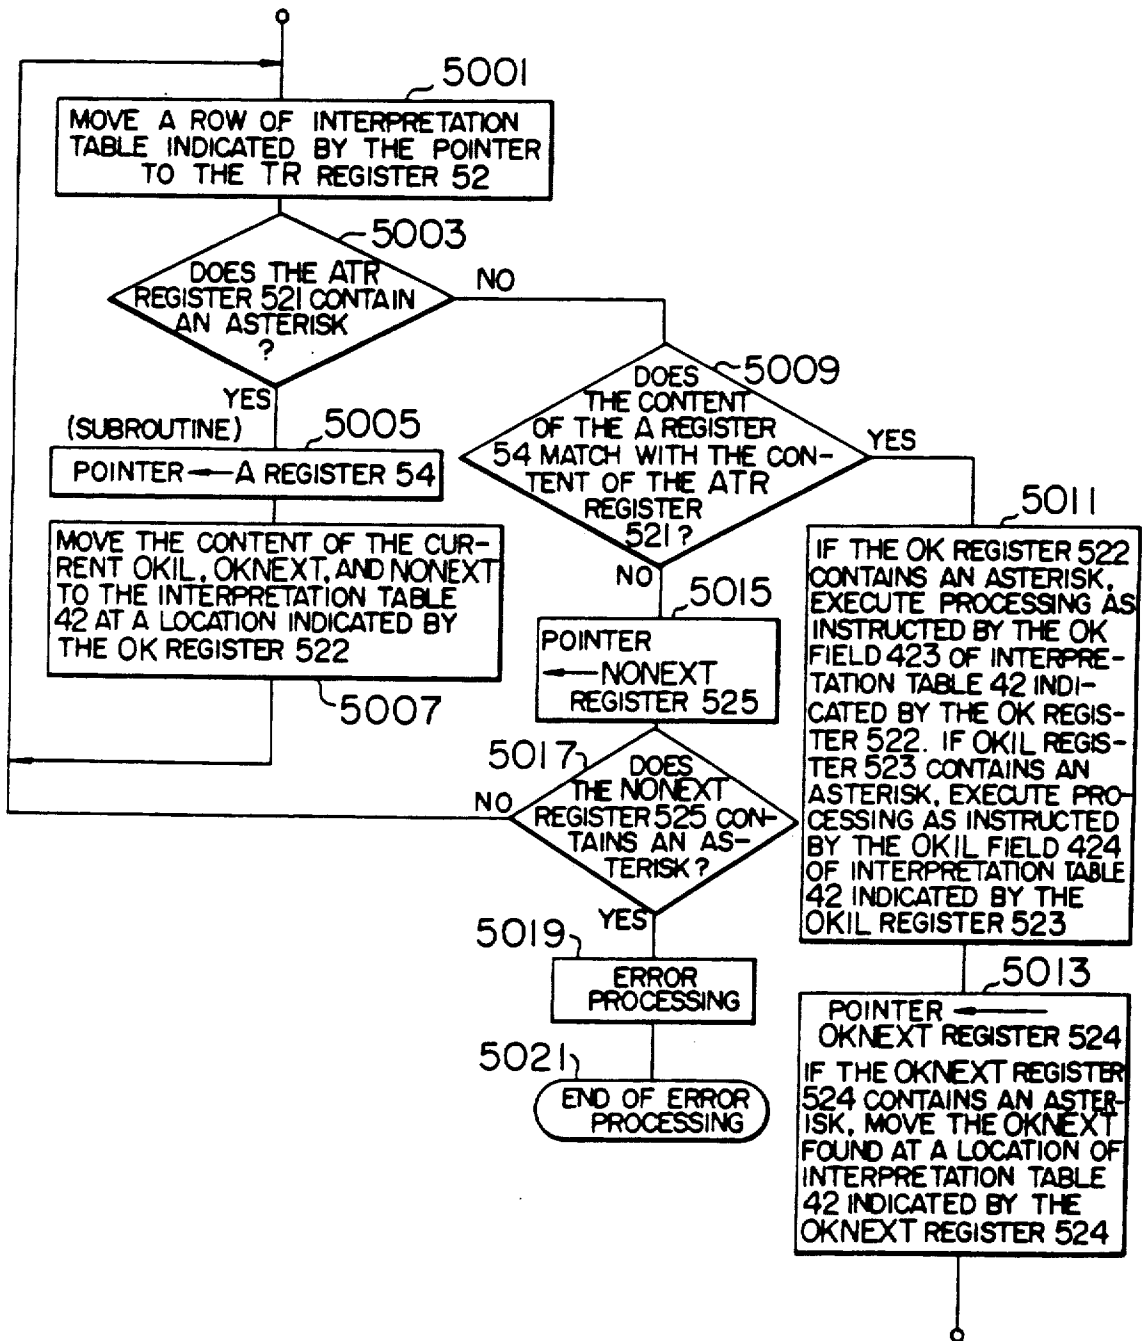 5001
MOVE A ROW OF INTERPRETATION
TABLE INDICATED BY THE POINTER
TO THE TR REGISTER 52
5003
DOES THE ATR
REGISTER 521 CONTAIN
AN ASTERISK
?
NO
YES
(SUBROUTINE)
5005
POINTER ← A REGISTER 54
MOVE THE CONTENT OF THE CUR-
RENT OKIL, OKNEXT, AND NONEXT
TO THE INTERPRETATION TABLE
42 AT A LOCATION INDICATED BY
THE OK REGISTER 522
5007
5009
DOES
THE CONTENT
OF THE A REGISTER
54 MATCH WITH THE CON-
TENT OF THE ATR
REGISTER
521?
YES
NO
5015
POINTER
← NONEXT
REGISTER 525
5017
DOES
THE NONEXT
REGISTER 525 CON-
TAINS AN AS-
TERISK?
NO
YES
5019
ERROR
PROCESSING
5021
END OF ERROR
PROCESSING
5011
IF THE OK REGISTER 522
CONTAINS AN ASTERISK,
EXECUTE PROCESSING AS
INSTRUCTED BY THE OK
FIELD 423 OF INTERPRE-
TATION TABLE 42 INDI-
CATED BY THE OK REGIS-
TER 522. IF OKIL REGIS-
TER 523 CONTAINS AN
ASTERISK, EXECUTE PRO-
CESSING AS INSTRUCTED
BY THE OKIL FIELD 424
OF INTERPRETATION TABLE
42 INDICATED BY THE
OKIL REGISTER 523
5013
POINTER ←
OKNEXT REGISTER 524
IF THE OKNEXT REGISTER
524 CONTAINS AN ASTER-
ISK, MOVE THE OKNEXT
FOUND AT A LOCATION OF
INTERPRETATION TABLE
42 INDICATED BY THE
OKNEXT REGISTER 524